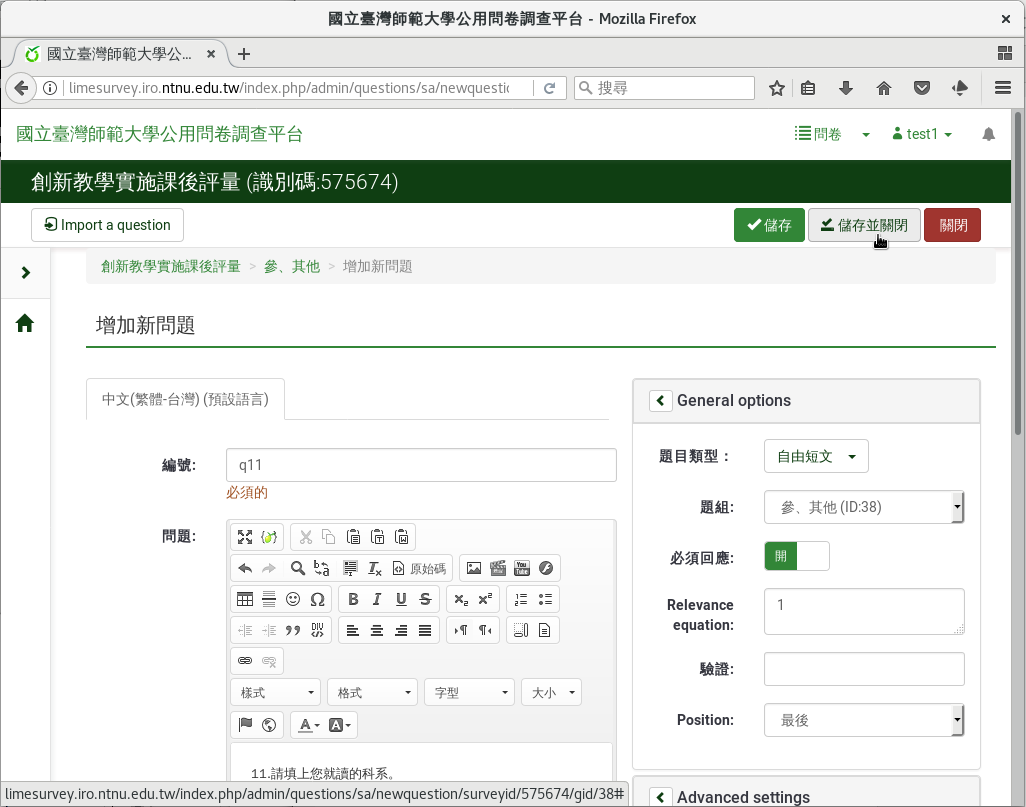 國立臺灣師範大學公用問卷調查平台 - Mozilla Firefox
國立臺灣師範大學公...
limesurvey.iro.ntnu.edu.tw/index.php/admin/questions/sa/newquestic
搜尋
國立臺灣師範大學公用問卷調查平台
問卷
test1
創新教學實施課後評量 (識別碼:575674)
Import a question
儲存
儲存並關閉
關閉
創新教學實施課後評量 > 參、其他 > 增加新問題
增加新問題
中文(繁體-台灣) (預設語言)
編號:
q11
必須的
問題:
原始碼
You Tube
B I U S
DIV
樣式
格式
字型
大小
A
A
11.請填上您就讀的科系。
General options
題目類型：
自由短文
題組:
參、其他 (ID:38)
必須回應:
開
Relevance
equation:
1
驗證:
Position:
最後
Advanced settings
limesurvey.iro.ntnu.edu.tw/index.php/admin/questions/sa/newquestion/surveyid/575674/gid/38#